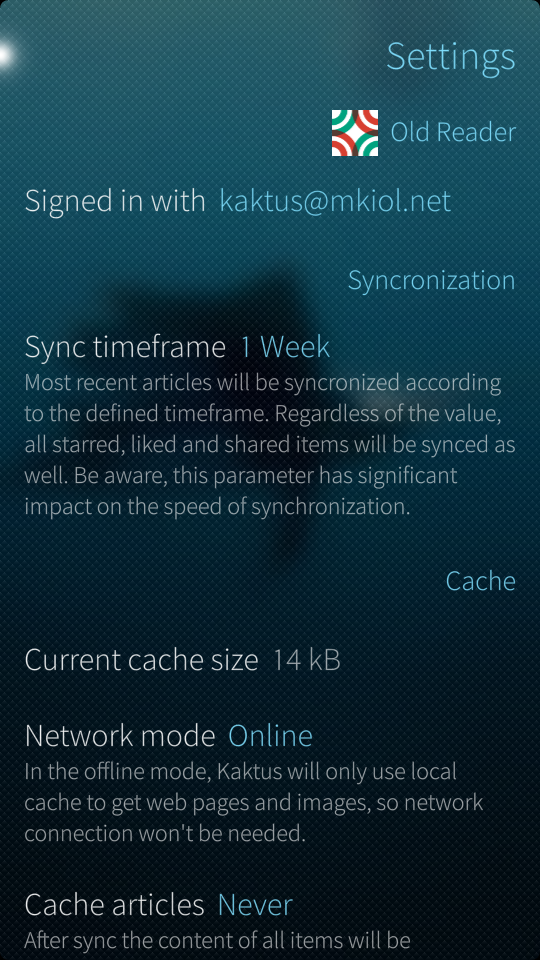 Settings
Old Reader
Signed in with kaktus@mkiol.net
Syncronization
Sync timeframe 1 Week
Most recent articles will be syncronized according
to the defined timeframe. Regardless of the value,
all starred, liked and shared items will be synced as
well. Be aware, this parameter has significant
impact on the speed of synchronization.
Cache
Current cache size 14 kB
Network mode Online
In the offline mode, Kaktus will only use local
cache to get web pages and images, so network
connection won't be needed.
Cache articles Never
After sync the content of all items will be